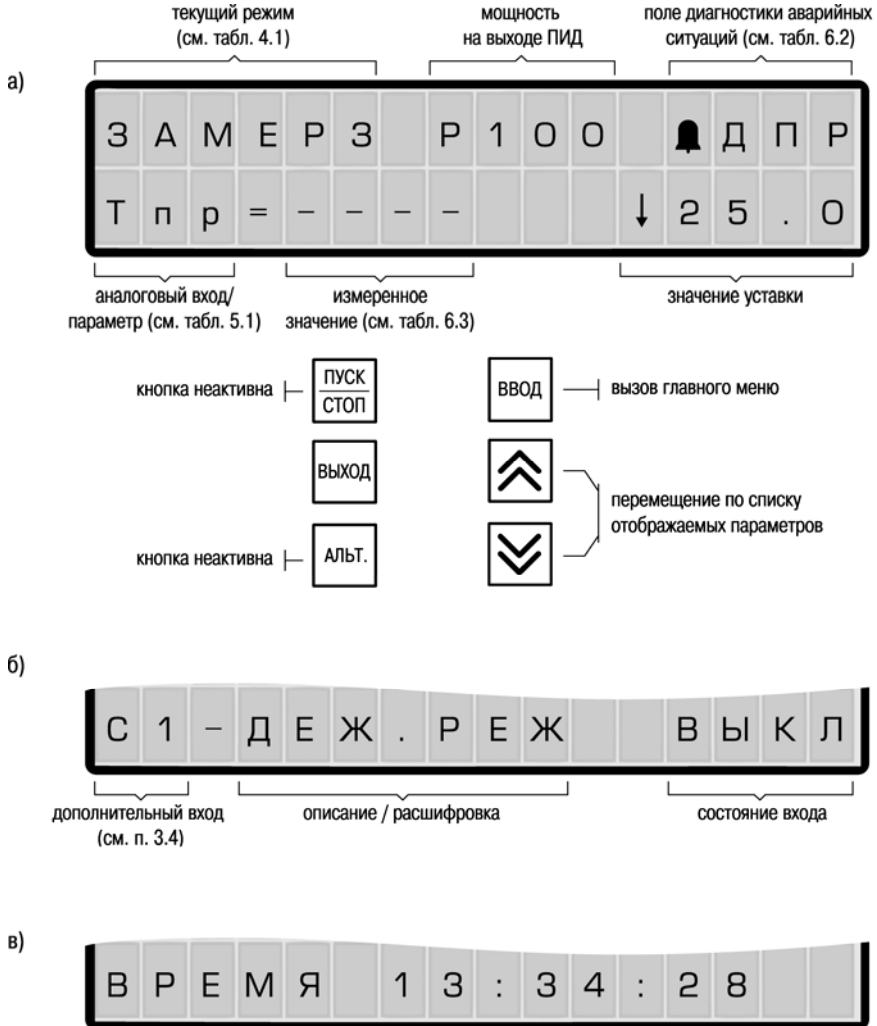 текущий режим
(см. табл. 4.1)
мощность
на выходе ПИД
поле диагностики аварийных
ситуаций (см. табл. 6.2)
а)
ЗАМЕРЗ Р100 ДПР
Тпр=---- ↓25.0
аналоговый вход/
параметр (см. табл. 5.1)
измеренное
значение (см. табл. 6.3)
значение уставки
кнопка неактивна
ПУСК
СТОП
ВВОД
вызов главного меню
ВЫХОД
перемещение по списку
отображаемых параметров
кнопка неактивна
АЛЬТ.
б)
С1-ДЕЖ.РЕЖ ВЫКЛ
дополнительный вход
(см. п. 3.4)
описание / расшифровка
состояние входа
в)
ВРЕМЯ 13:34:28